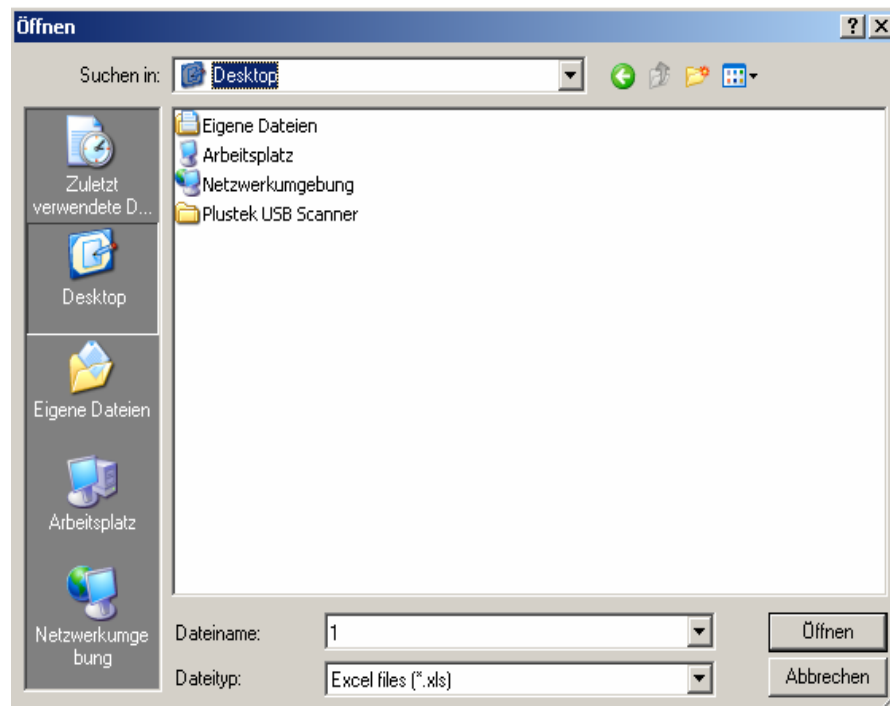 Öffnen
Suchen in:
Desktop
Zuletzt
verwendete D...
Desktop
Eigene Dateien
Arbeitsplatz
Netzwerkumge
bung
Eigene Dateien
Arbeitsplatz
Netzwerkumgebung
Plustek USB Scanner
Dateiname:
1
Öffnen
Dateityp:
Excel files (*.xls)
Abbrechen